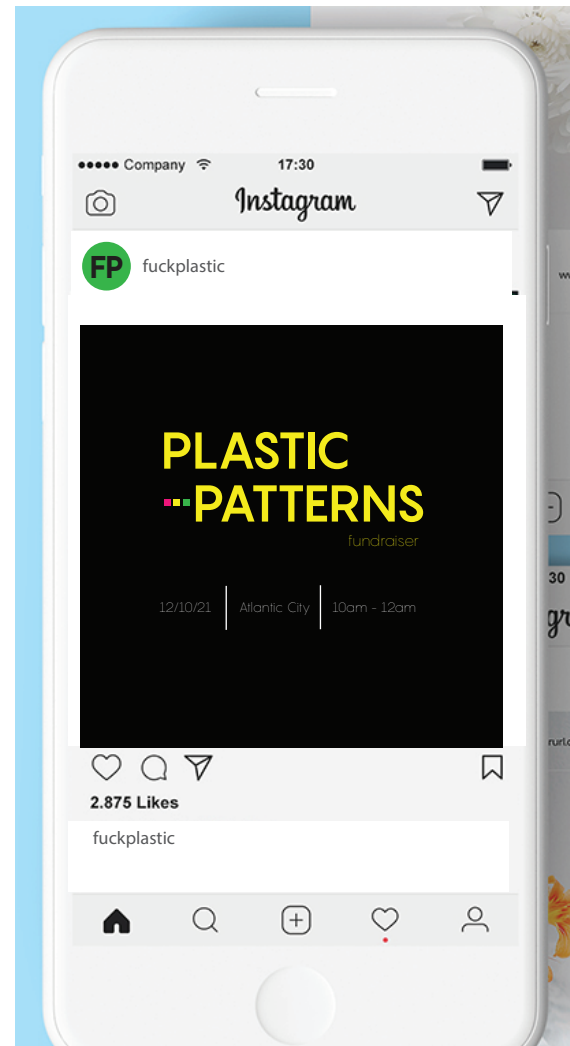 Company
17:30
Instagram
FP
fuckplastic
PLASTIC
PATTERNS
fundraiser
12/10/21
Atlantic City
10am - 12am
2.875 Likes
fuckplastic
30